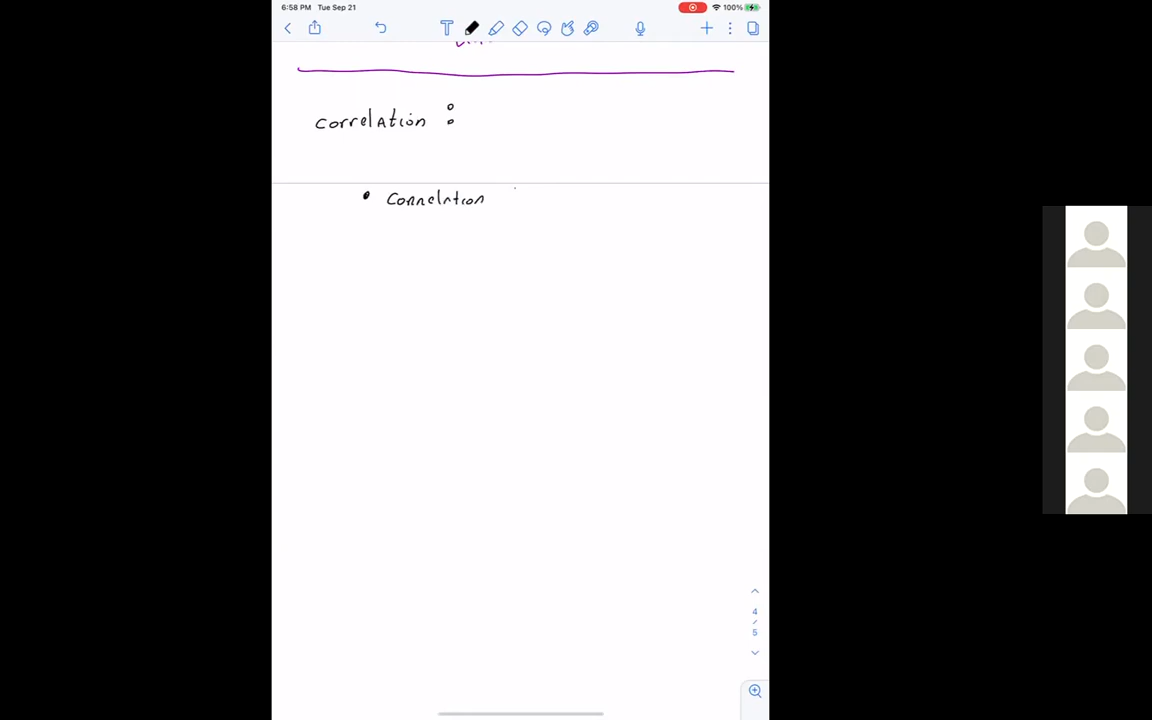 6:58 PM Tue Sep 21
100%
Correlation :
• Correlation
4
/
5